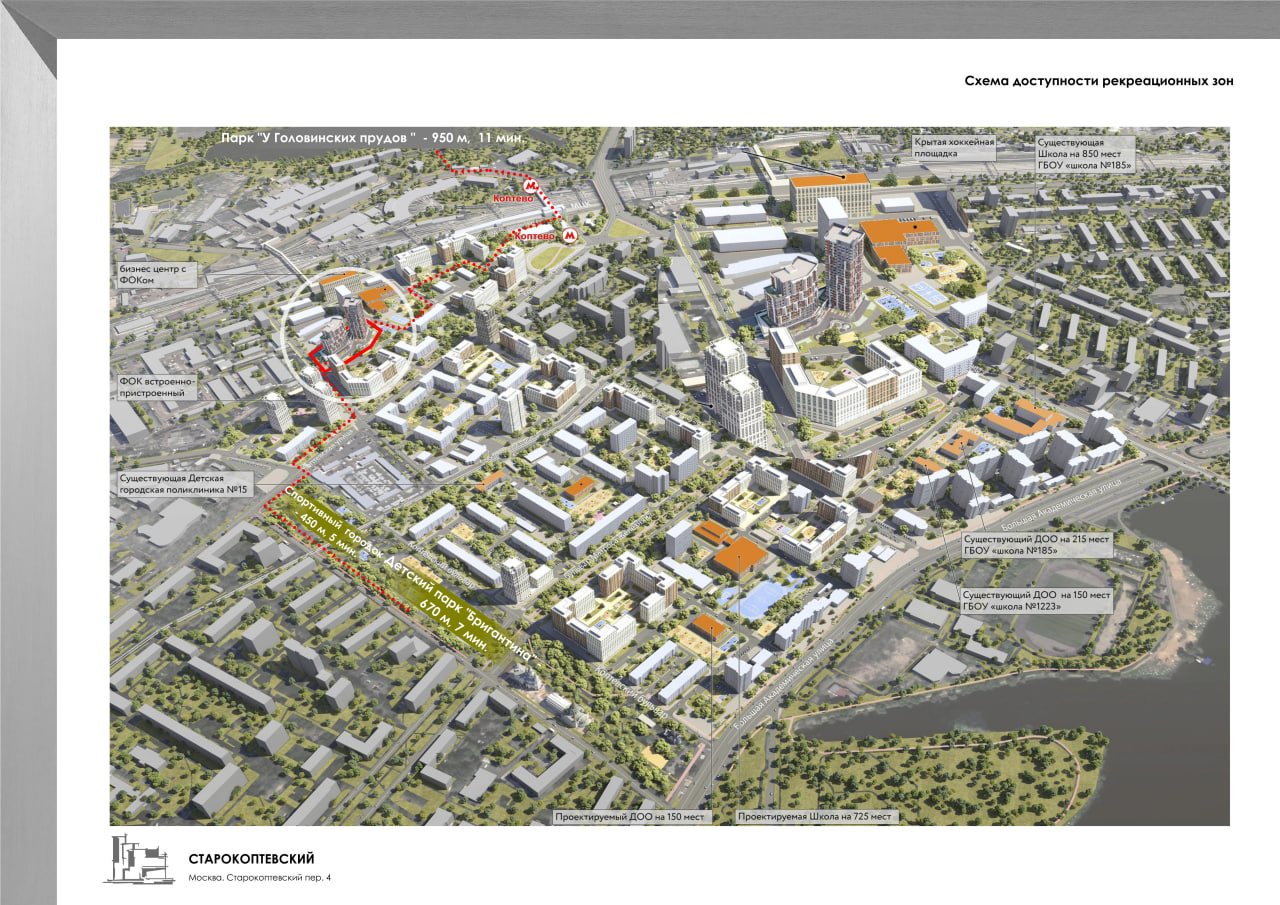 Схема доступности рекреационных зон
Парк "У Головинских прудов " - 950 м, 11 мин.
Крытая хоккейная
площадка
Существующая
Школа на 850 мест
ГБОУ «школа №185»
Коптево
МЦК
Коптево
бизнес центр с
ФОКом
ФОК встроенно-
пристроенный
Существующая Детская
городская поликлиника №15
Спортивный городок
- 450 м, 5 мин.
Детский парк "Бригантина"-
670 м, 7 мин.
Большая Академическая улица
Существующий ДОО на 215 мест
ГБОУ «школа №185»
Существующий ДОО на 150 мест
ГБОУ «школа №1223»
Большая Академическая улица
Проектируемый ДОО на 150 мест
Проектируемая Школа на 725 мест
СТАРОКОПТЕВСКИЙ
Москва. Старокоптевский пер. 4